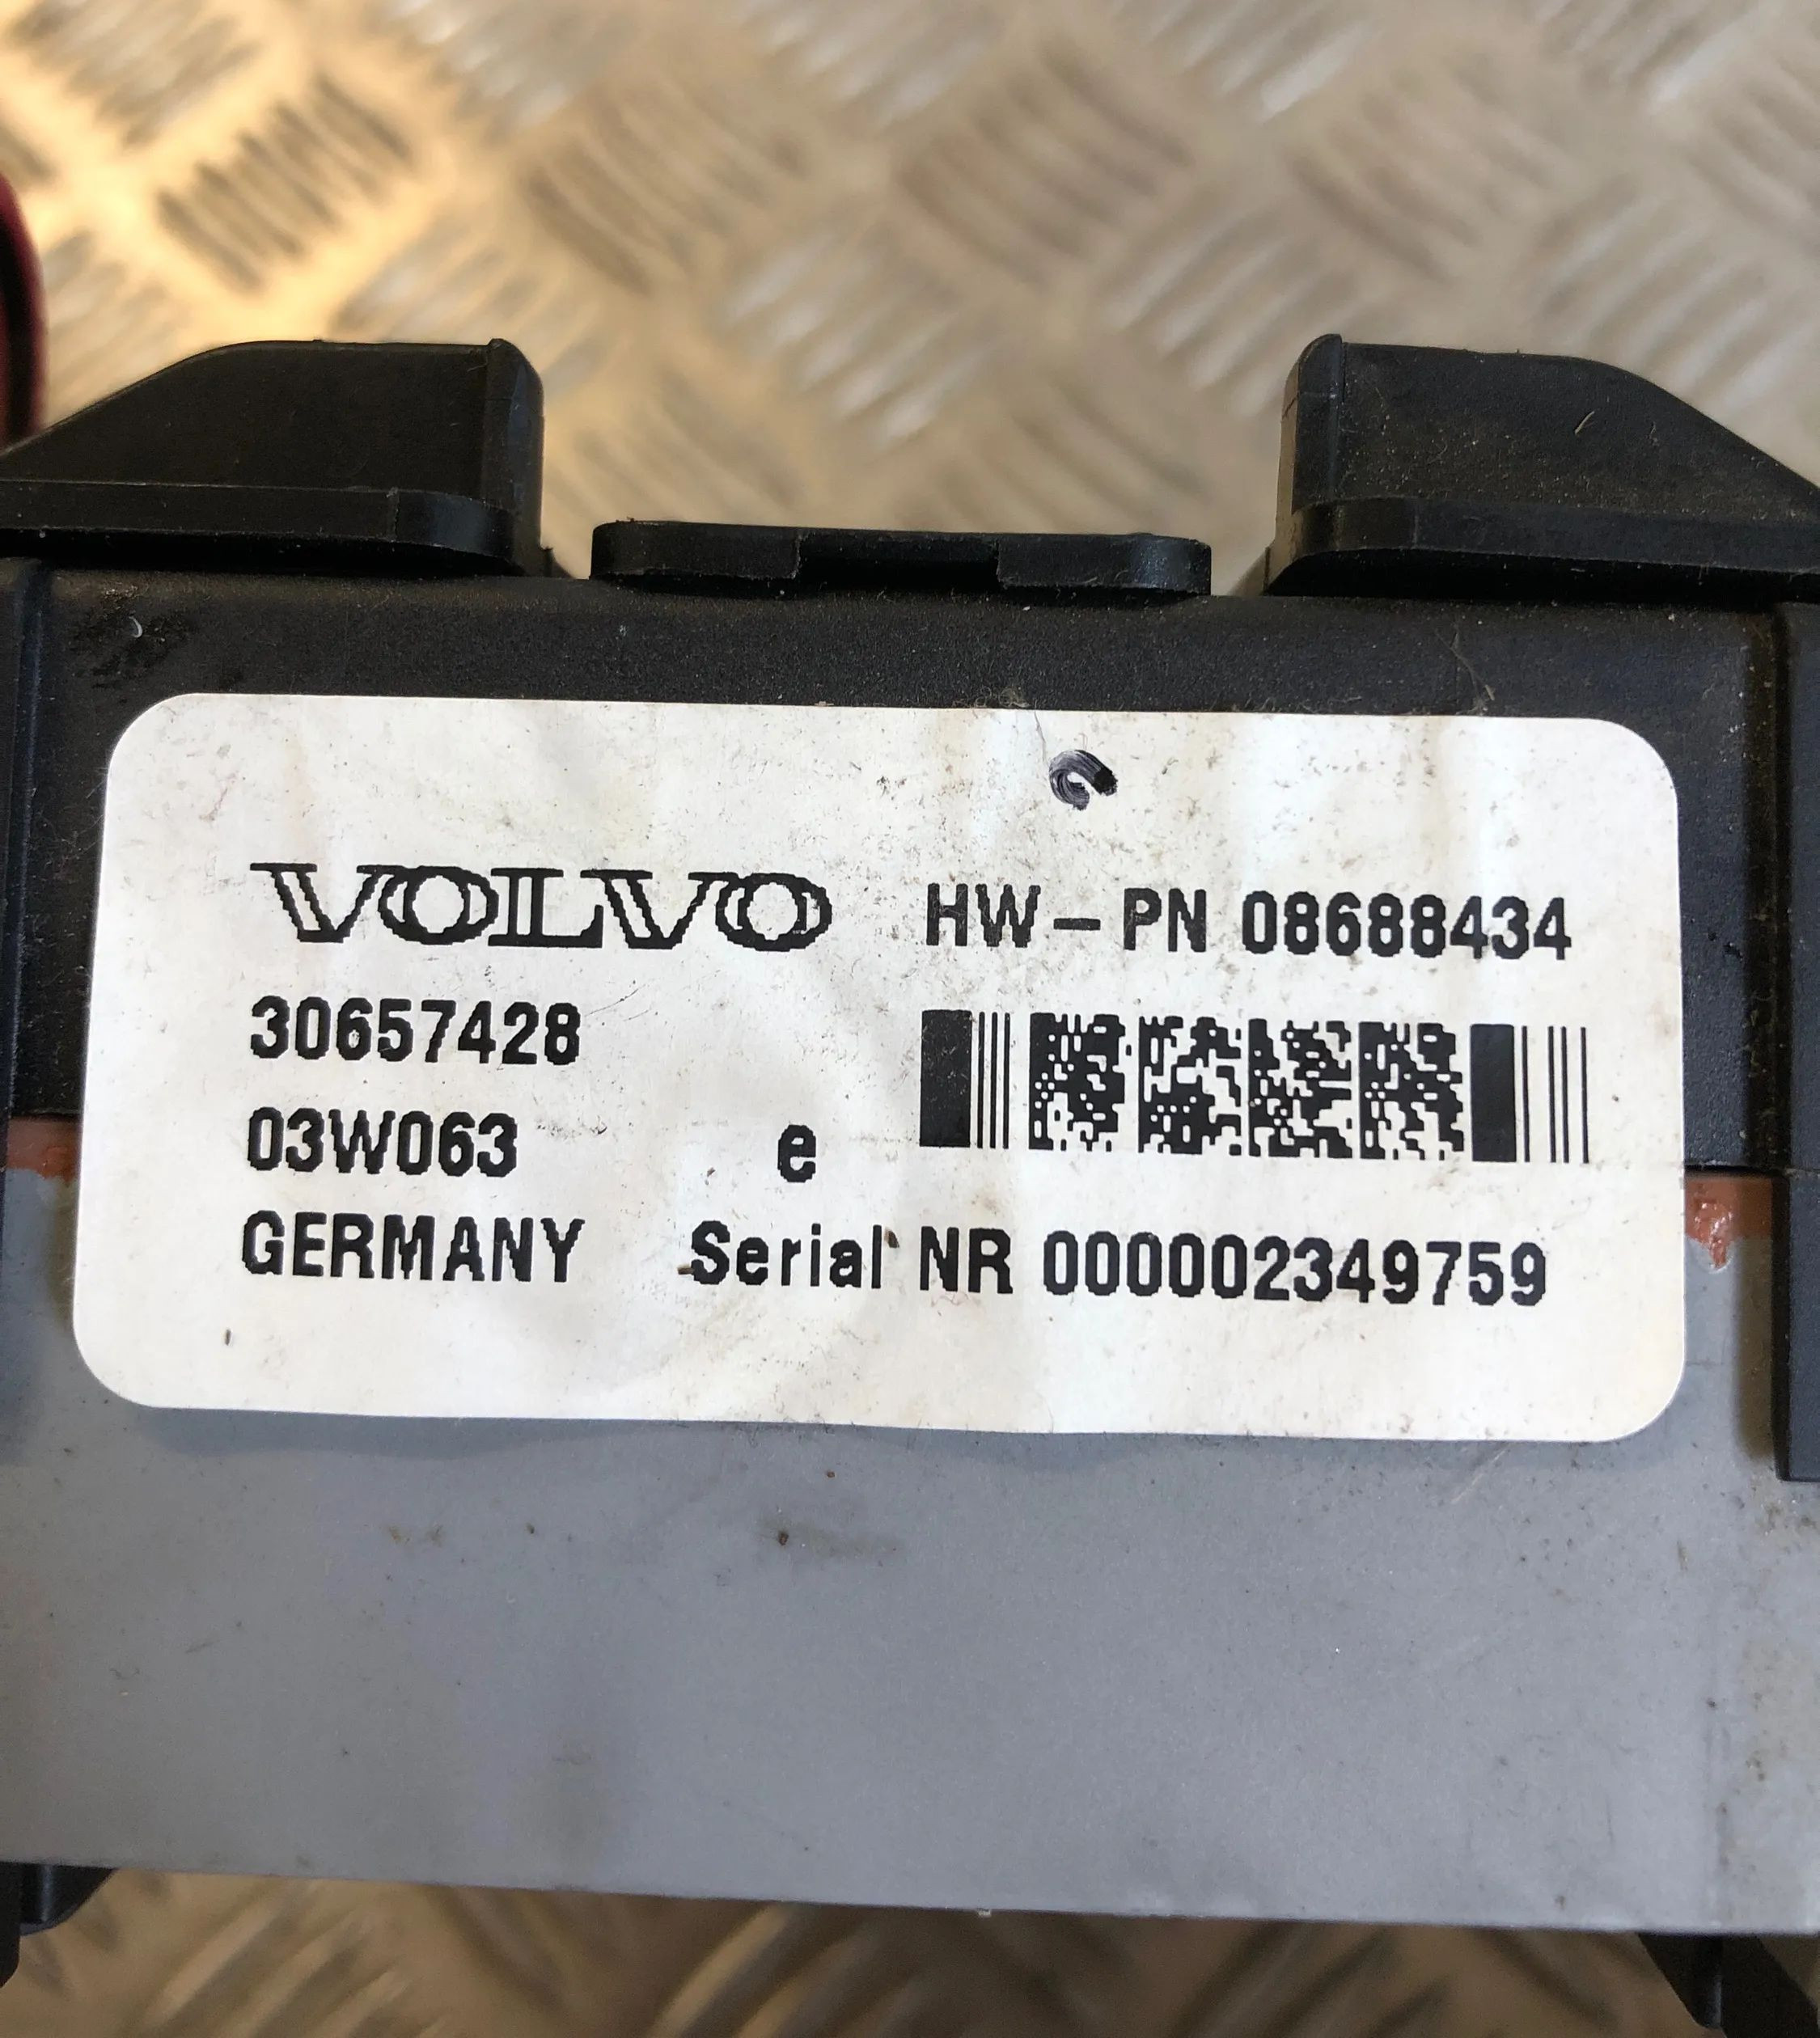 VOLVO HW-PN 08688434
30657428
03W063 e
GERMANY Serial NR 000002349759